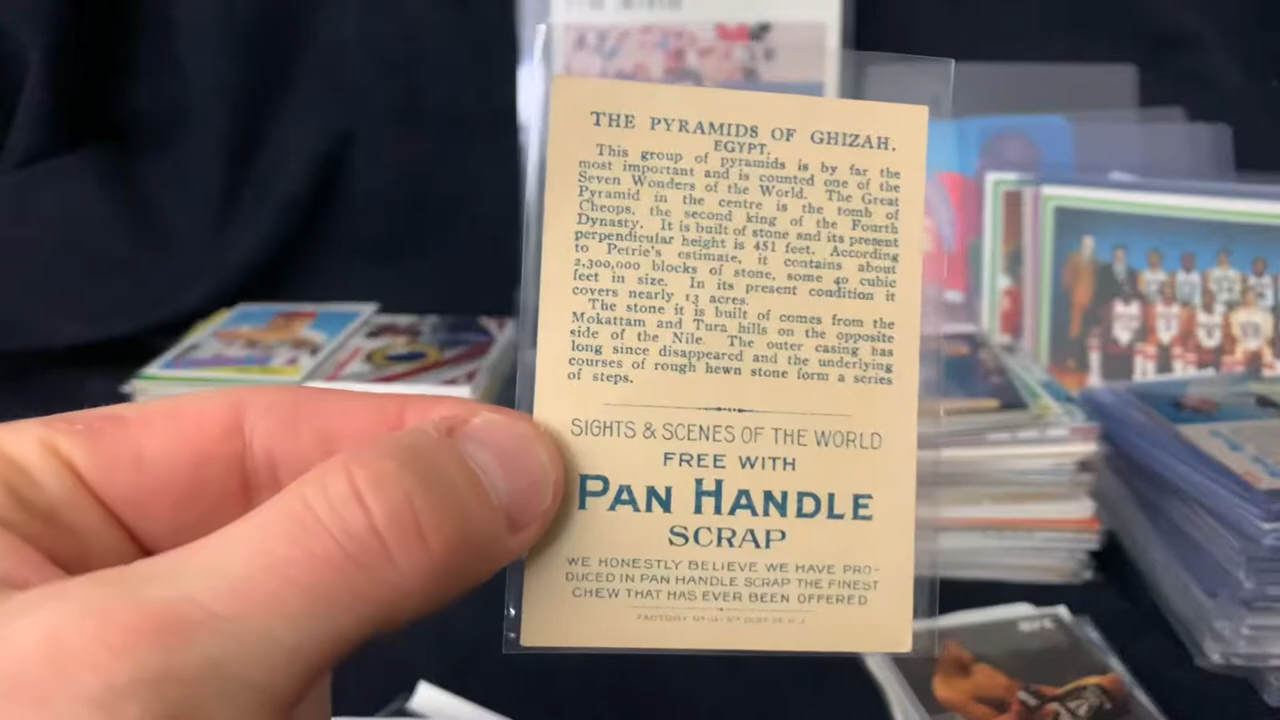 THE PYRAMIDS OF GHIZAH.
EGYPT.
This group of pyramids is by far the
most important and is counted one of the
Seven Wonders of the World. The Great
Pyramid in the centre is the tomb of
Cheops, the second king of the Fourth
Dynasty. It is built of stone and its present
perpendicular height is 451 feet. According
to Petrie's estimate, it contains about
2,300,000 blocks of stone, some 40 cubic
feet in size. In its present condition it
covers nearly 13 acres.
The stone it is built of comes from the
Mokattam and Tura hills on the opposite
side of the Nile. The outer casing has
long since disappeared and the underlying
courses of rough hewn stone form a series
of steps.
SIGHTS & SCENES OF THE WORLD
FREE WITH
PAN HANDLE
SCRAP
WE HONESTLY BELIEVE WE HAVE PRO-
DUCED IN PAN HANDLE SCRAP THE FINEST
CHEW THAT HAS EVER BEEN OFFERED
FACTORY